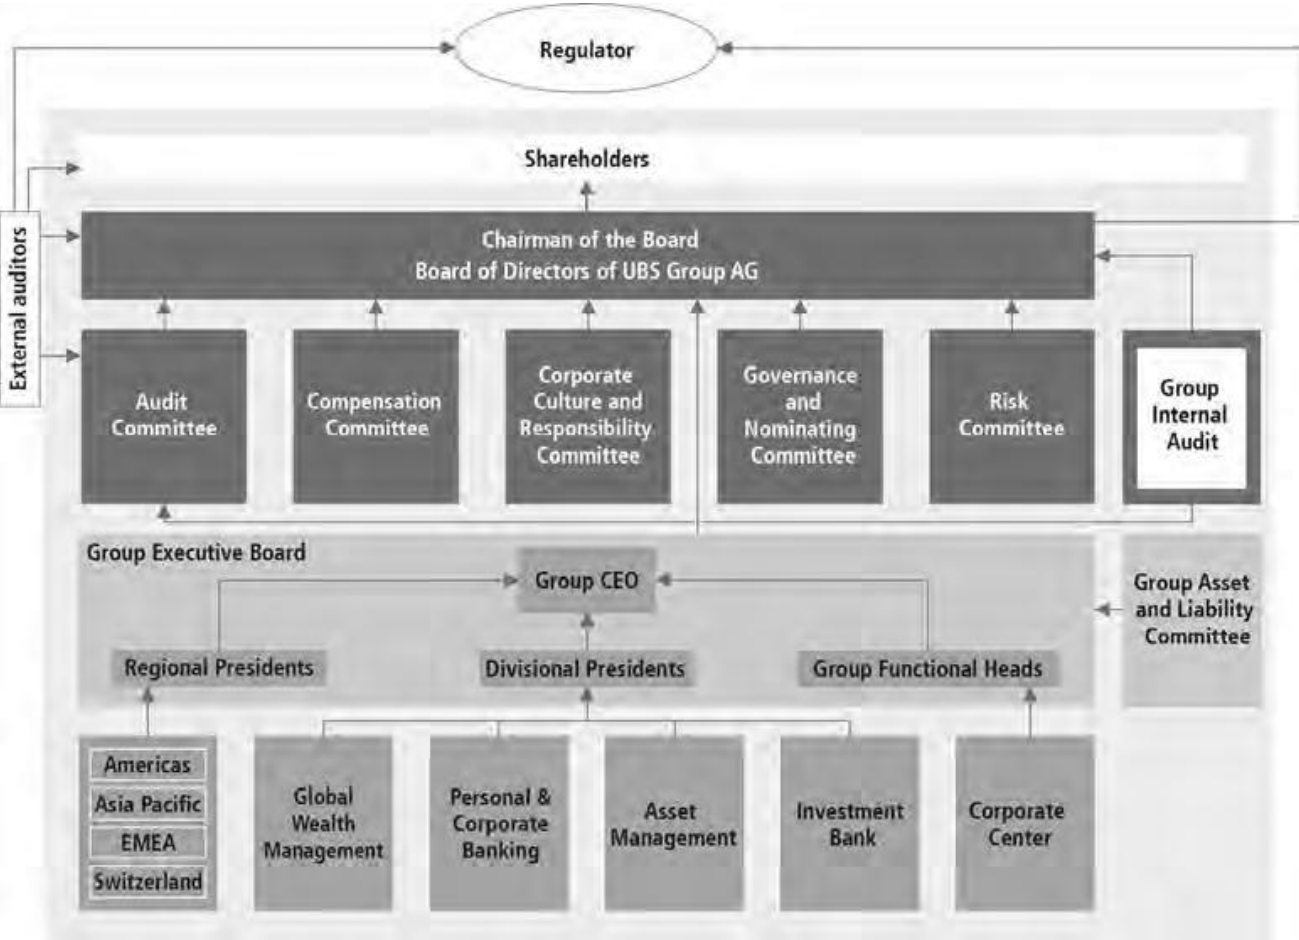 Regulator
Shareholders
External auditors
Chairman of the Board
Board of Directors of UBS Group AG
Audit
Committee
Compensation
Committee
Corporate
Culture and
Responsibility
Committee
Governance
and
Nominating
Committee
Risk
Committee
Group
Internal
Audit
Group Executive Board
Group CEO
Group Asset
and Liability
Committee
Regional Presidents
Divisional Presidents
Group Functional Heads
Americas
Asia Pacific
EMEA
Switzerland
Global
Wealth
Management
Personal &
Corporate
Banking
Asset
Management
Investment
Bank
Corporate
Center